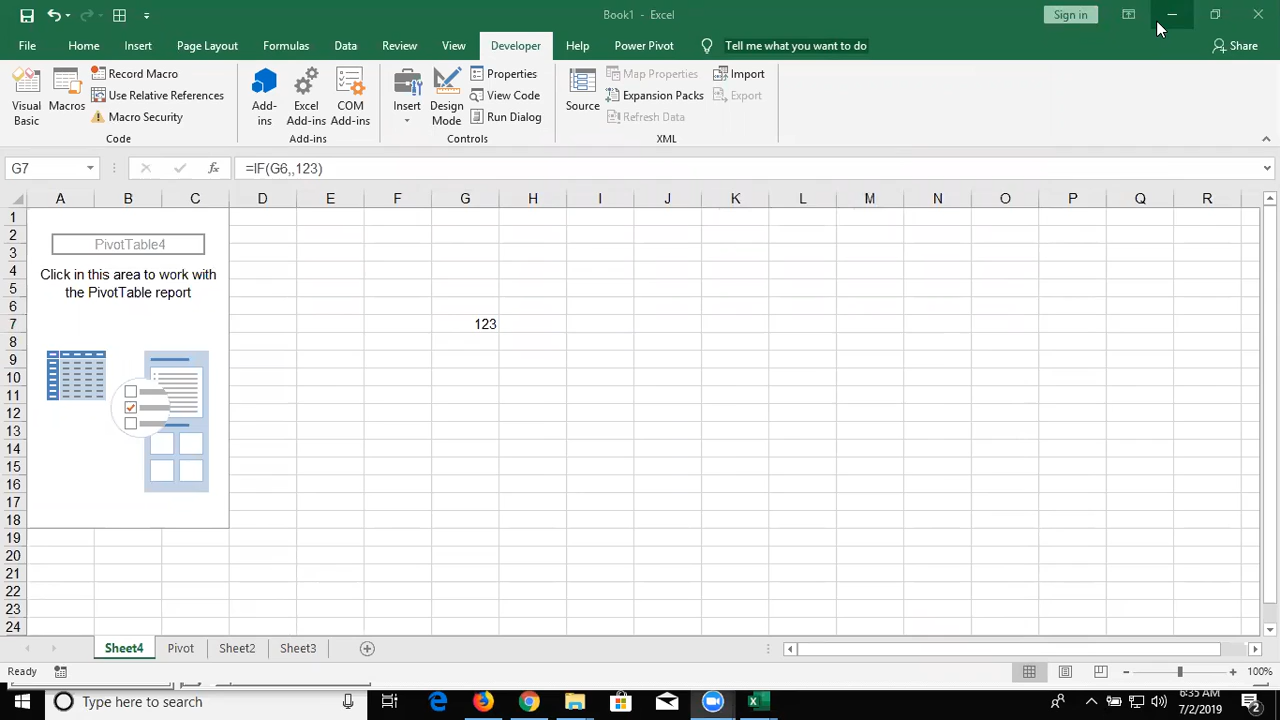 Book1 - Excel
Sign in
File Home Insert Page Layout Formulas Data Review View Developer Help Power Pivot Tell me what you want to do Share
Visual Basic
Macros
Record Macro
Use Relative References
Macro Security
Code
Add-ins
Excel Add-ins
COM Add-ins
Add-ins
Insert
Design Mode
Properties
View Code
Run Dialog
Controls
Source
Map Properties
Expansion Packs
Refresh Data
Import
Export
XML
G7 fx =IF(G6,,123)
A B C D E F G H I J K L M N O P Q R
1
2
3
4
5
6
7
8
9
10
11
12
13
14
15
16
17
18
19
20
21
22
23
24
PivotTable4
Click in this area to work with
the PivotTable report
123
Sheet4 Pivot Sheet2 Sheet3
Ready 100%
Type here to search
6:35 AM
7/2/2019
2